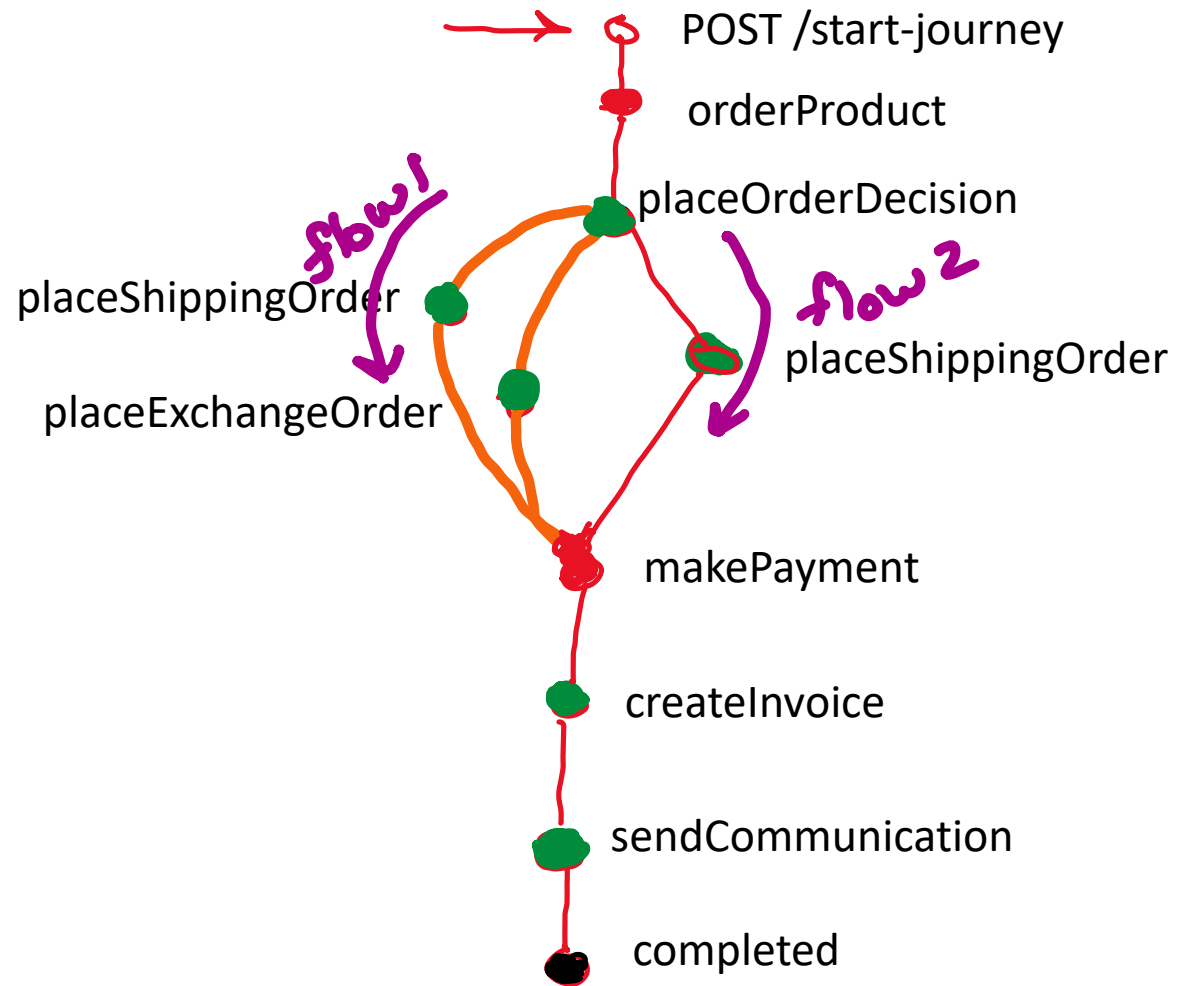 POST /start-journey
orderProduct
placeOrderDecision
flow1
flow2
placeShippingOrder
placeShippingOrder
placeExchangeOrder
makePayment
createInvoice
sendCommunication
completed